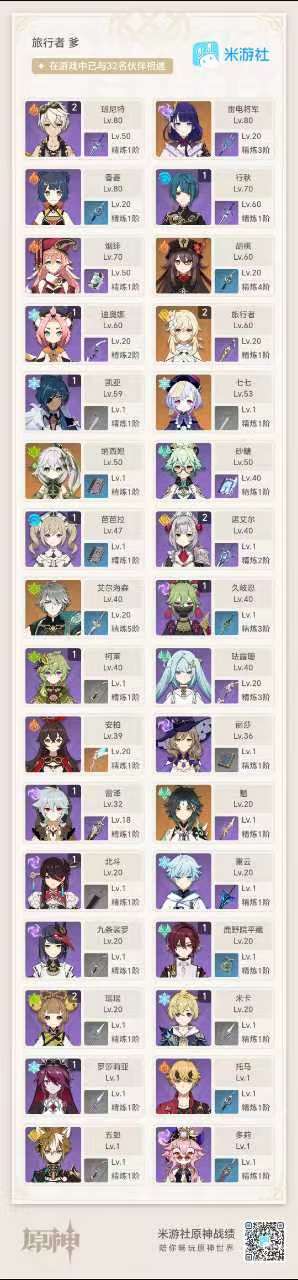 旅行者 爹
米游社
✦ 在游戏中已与32名伙伴相遇
2
班尼特
Lv.80
Lv.50
精炼1阶
雷电将军
Lv.80
Lv.20
精炼3阶
香菱
Lv.80
Lv.20
精炼1阶
1
行秋
Lv.70
Lv.60
精炼1阶
烟绯
Lv.70
Lv.50
精炼1阶
胡桃
Lv.60
Lv.20
精炼4阶
1
迪奥娜
Lv.60
Lv.20
精炼2阶
2
旅行者
Lv.60
Lv.20
精炼1阶
1
凯亚
Lv.59
Lv.1
精炼1阶
七七
Lv.53
Lv.1
精炼1阶
纳西妲
Lv.50
Lv.1
精炼1阶
砂糖
Lv.50
Lv.40
精炼1阶
1
芭芭拉
Lv.47
Lv.1
精炼1阶
2
诺艾尔
Lv.40
Lv.1
精炼2阶
艾尔海森
Lv.40
Lv.20
精炼5阶
1
久岐忍
Lv.40
Lv.1
精炼3阶
1
柯莱
Lv.40
Lv.1
精炼1阶
珐露珊
Lv.40
Lv.20
精炼3阶
安柏
Lv.39
Lv.20
精炼1阶
丽莎
Lv.36
Lv.1
精炼1阶
1
雷泽
Lv.32
Lv.18
精炼1阶
魈
Lv.20
Lv.1
精炼1阶
1
北斗
Lv.20
Lv.1
精炼1阶
重云
Lv.20
Lv.1
精炼1阶
九条裟罗
Lv.20
Lv.1
精炼1阶
1
鹿野院平藏
Lv.20
Lv.1
精炼1阶
2
瑶瑶
Lv.20
Lv.1
精炼1阶
1
米卡
Lv.20
Lv.1
精炼1阶
1
罗莎莉亚
Lv.1
Lv.1
精炼1阶
托马
Lv.1
Lv.1
精炼1阶
五郎
Lv.1
Lv.1
精炼1阶
多莉
Lv.1
Lv.1
精炼1阶
原神
米游社原神战绩
陪你畅玩原神世界